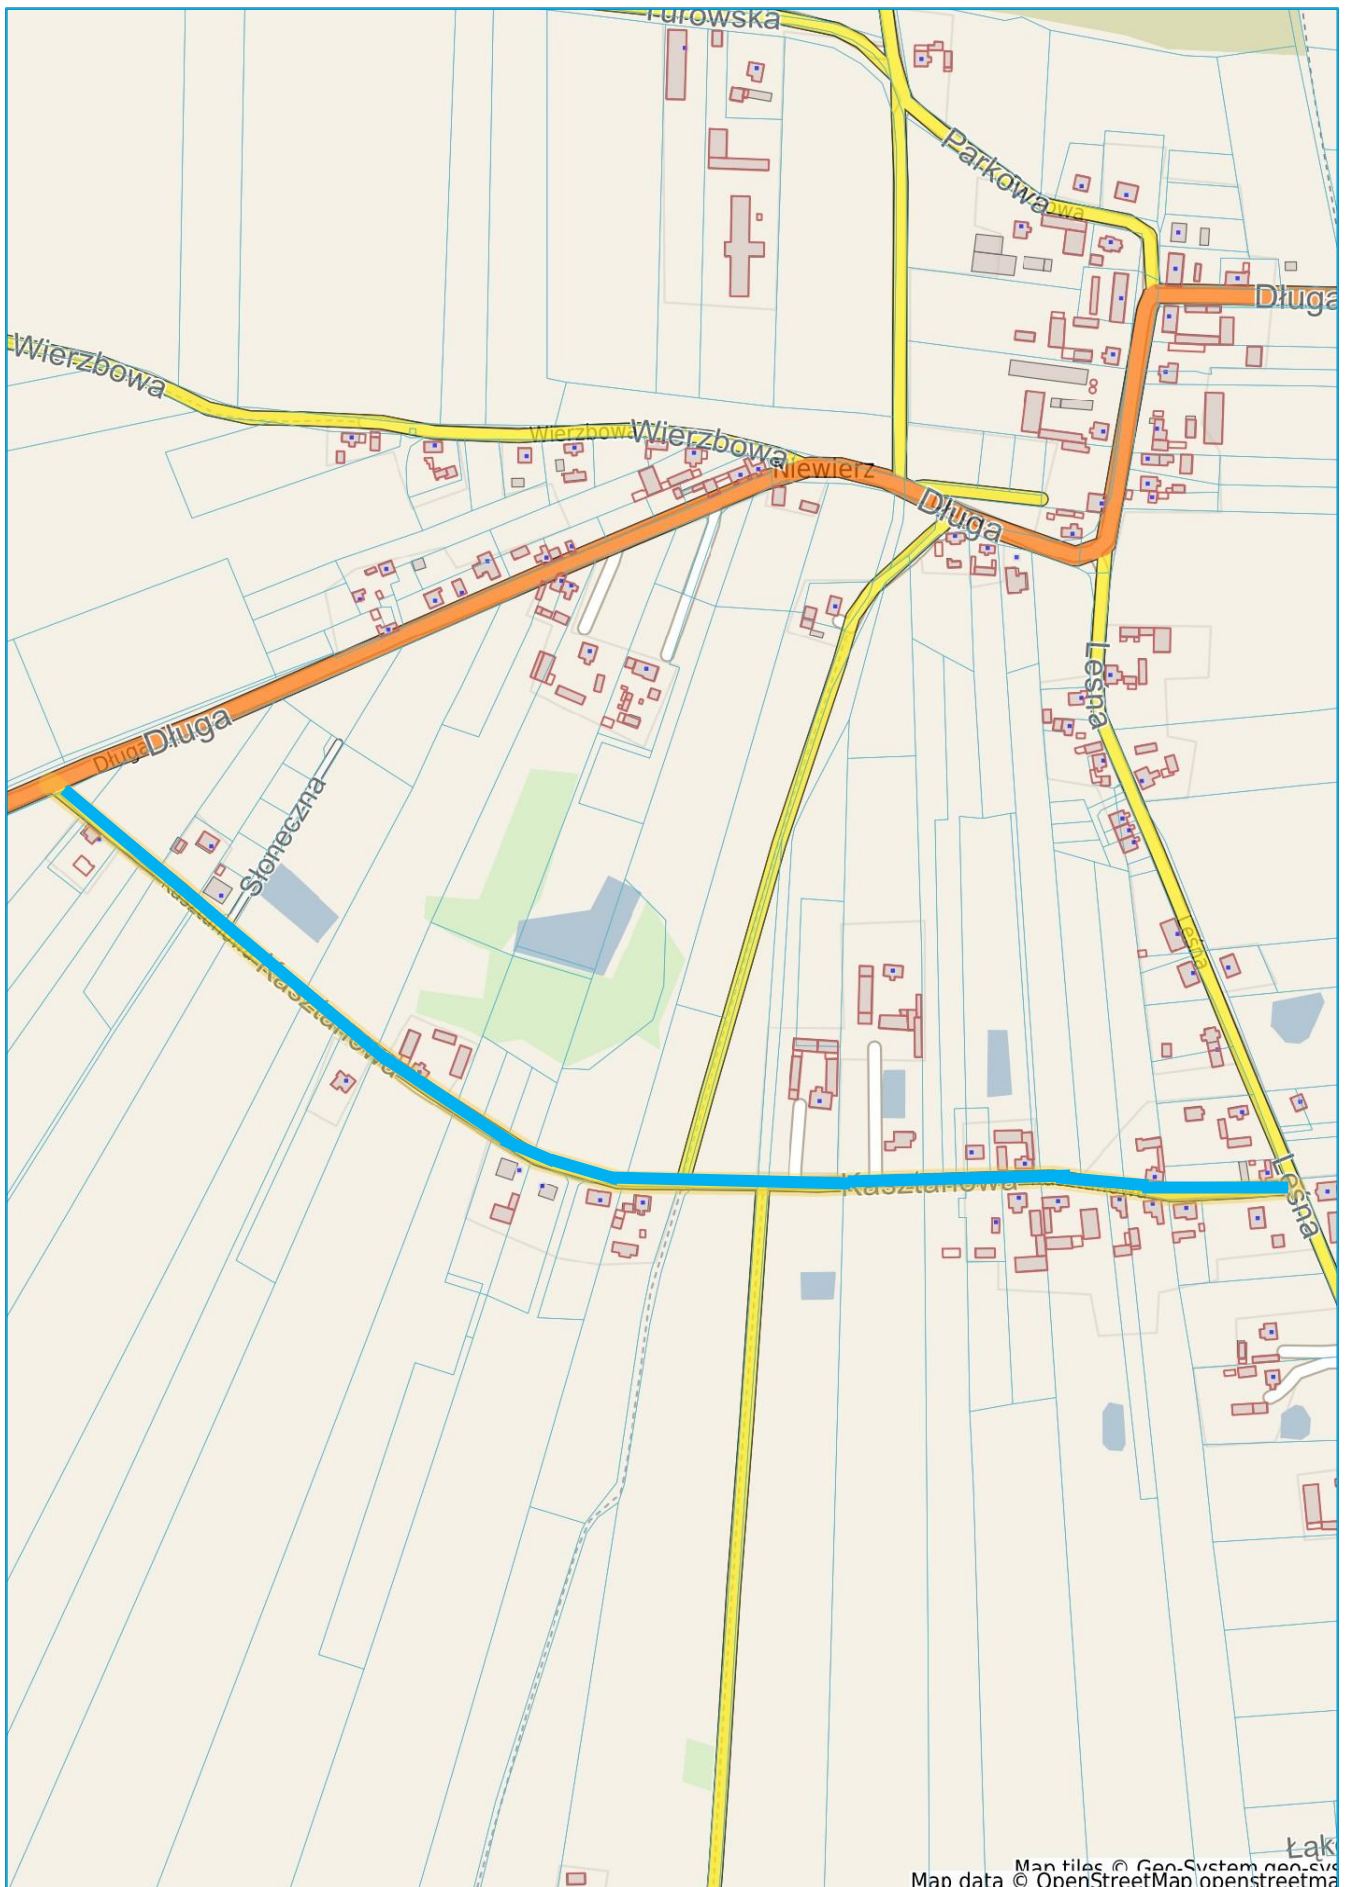 Turowska
Parkowa
Długa
Wierzbowa
Wierzbowa
Wierzbowa
Niewierz
Długa
Leśna
Długa
Długa
Słoneczna
Leśna
Kasztanowa
Kasztanowa
Leśna
Map tiles © Geo-System geo-sys
Map data © OpenStreetMap openstreetma